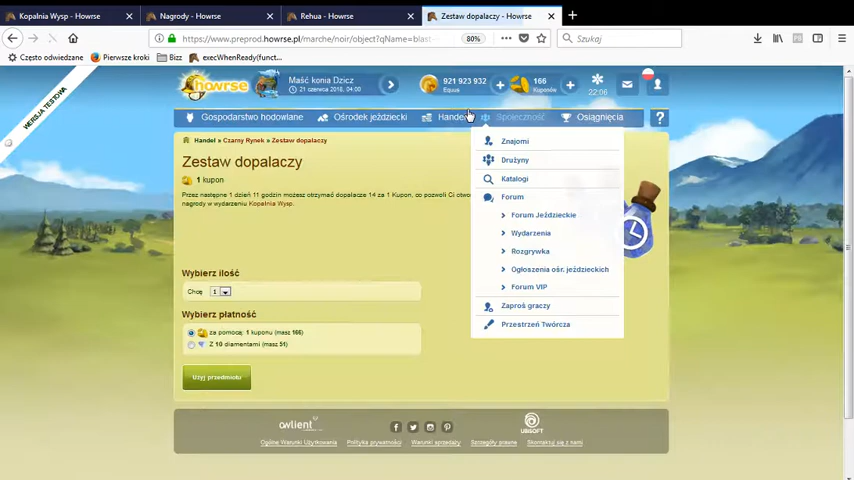 Kopalnia Wysp - Howrse
Nagrody - Howrse
Rehua - Howrse
Zestaw dopalaczy - Howrse
https://www.preprod.howrse.pl/marche/noir/object?qName=blast-
80%
Szukaj
Często odwiedzane
Pierwsze kroki
Bizz
execWhenReady(funct...
WERSJA TESTOWA
howrse
Maść konia Dzicz
21 czerwca 2018, 04:00
921 923 932
Equus
166
Kuponów
22:06
Gospodarstwo hodowlane
Ośrodek jeździecki
Handel
Społeczność
Osiągnięcia
?
Handel › Czarny Rynek › Zestaw dopalaczy
Zestaw dopalaczy
1 kupon
Przez następne 1 dzień 11 godzin możesz otrzymać dopalacze 14 za 1 Kupon, co pozwoli Ci otwo
nagrody w wydarzeniu Kopalnia Wysp.
Znajomi
Drużyny
Katalogi
Forum
Forum Jeździeckie
Wydarzenia
Rozgrywka
Ogłoszenia ośr. jeździeckich
Forum VIP
Zaproś graczy
Przestrzeń Twórcza
Wybierz ilość
Chcę 1
Wybierz płatność
za pomocą: 1 kuponu (masz 166)
Z 10 diamentami (masz 51)
Użyj przedmiotu
owlient
UBISOFT
Ogólne Warunki Użytkowania
Polityka prywatności
Warunki sprzedaży
Szczegóły prawne
Skontaktuj się z nami